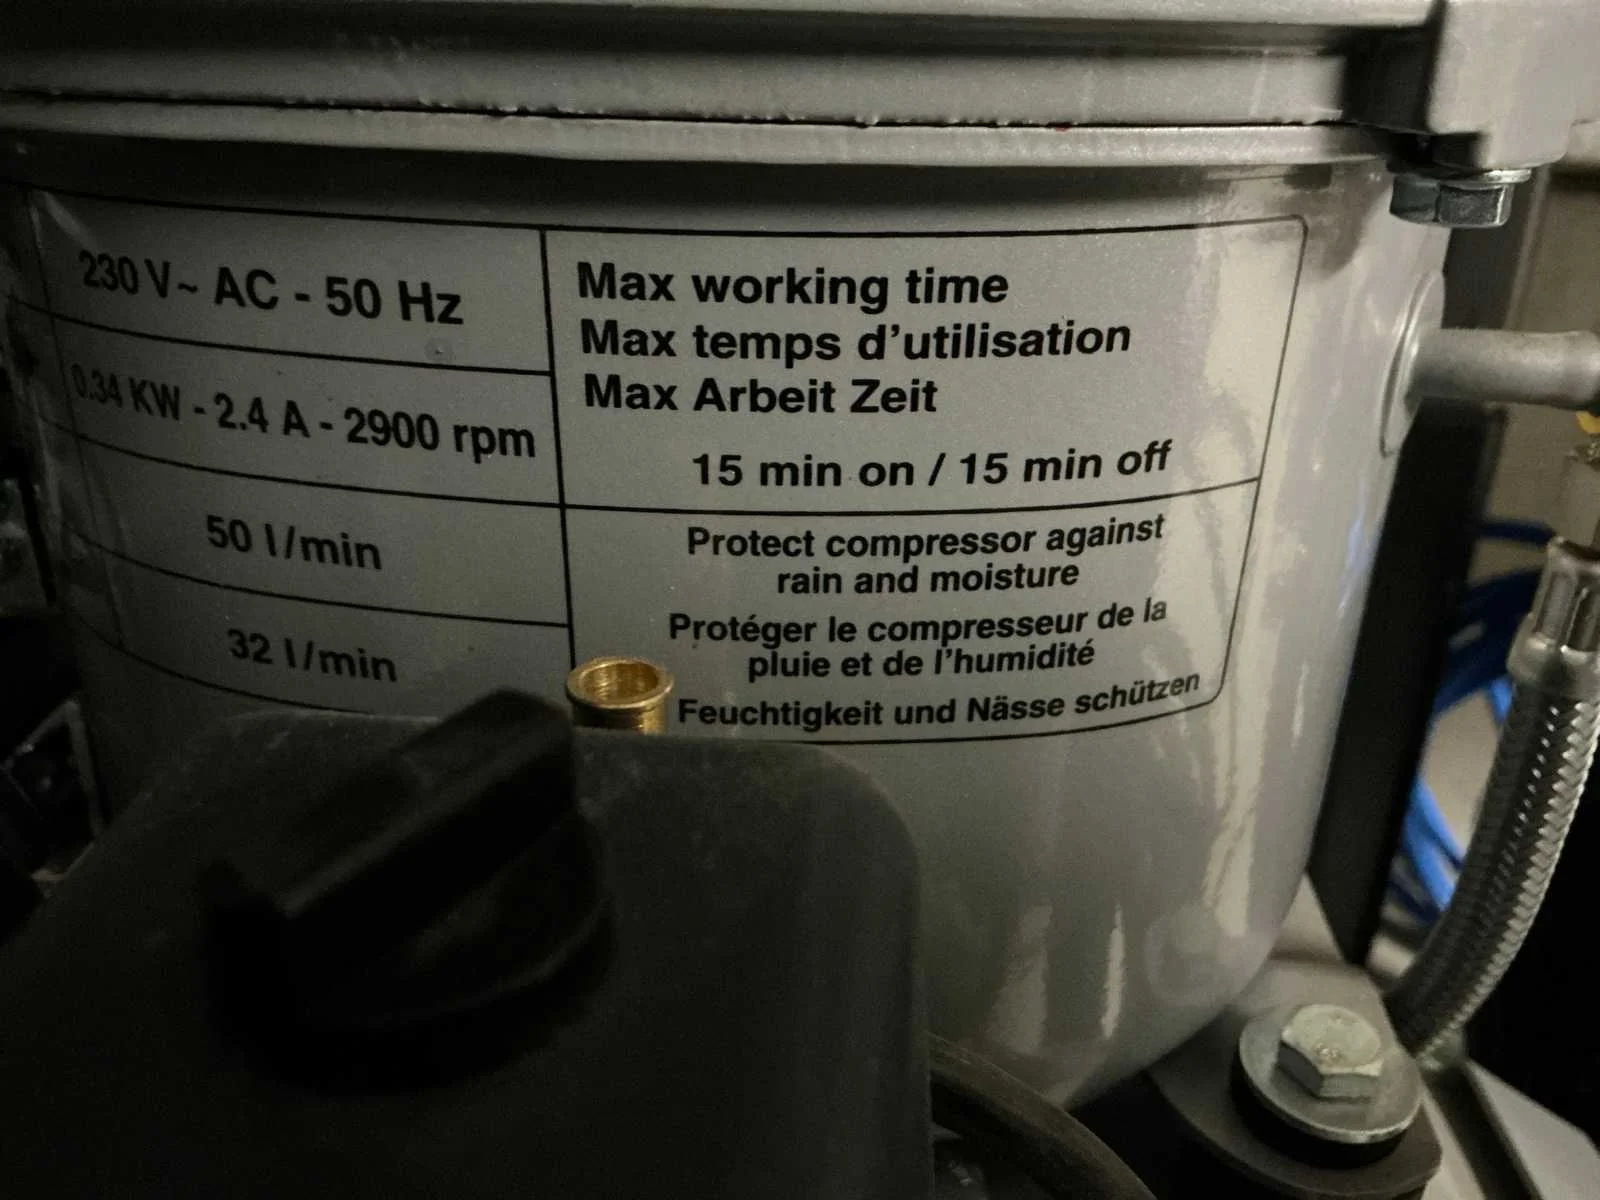 230 V~ AC - 50 Hz
0.34 KW - 2.4 A - 2900 rpm
50 l/min
32 l/min
Max working time
Max temps d'utilisation
Max Arbeit Zeit
15 min on / 15 min off
Protect compressor against
rain and moisture
Protéger le compresseur de la
pluie et de l'humidité
Feuchtigkeit und Nässe schützen